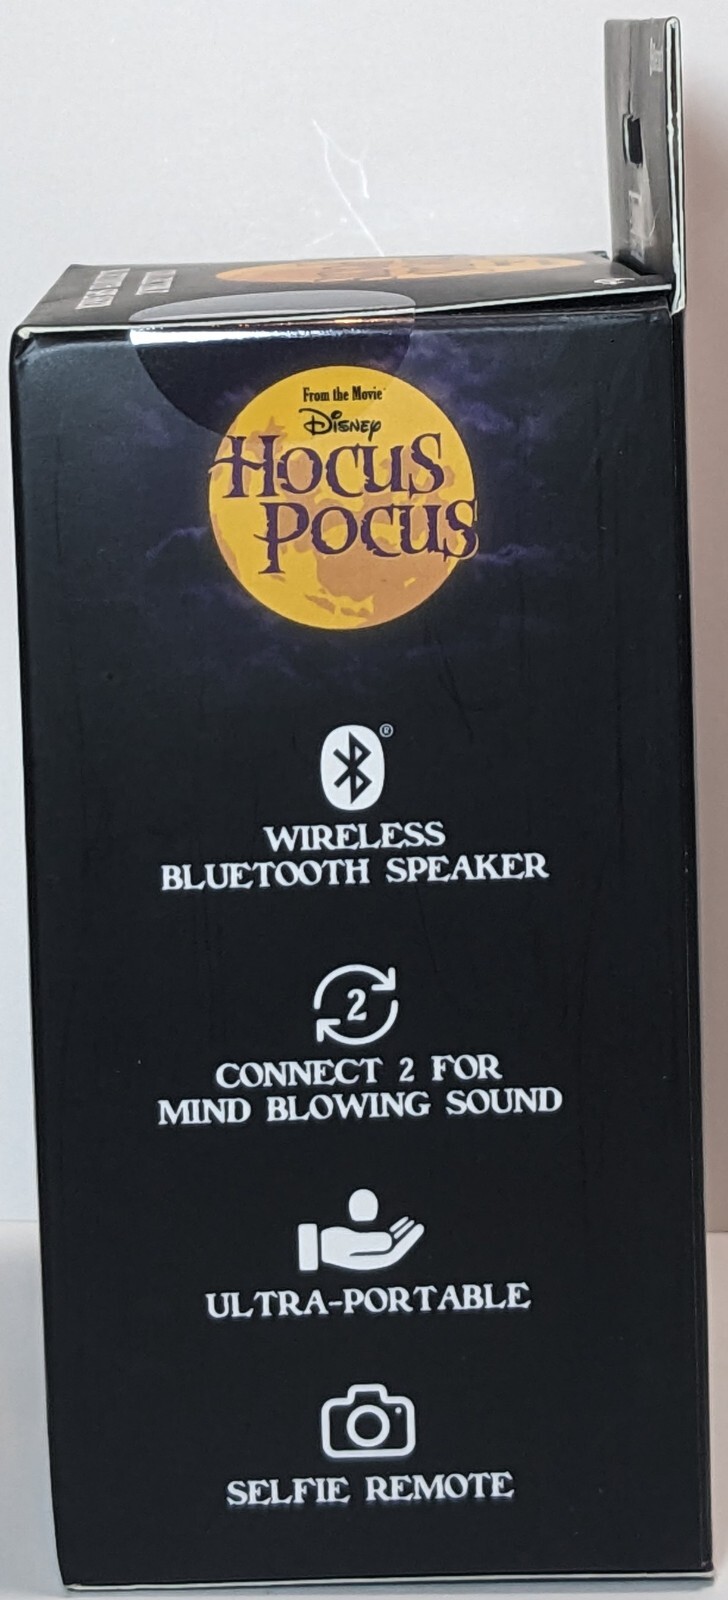 From the Movie
Disney
HOCUS
POCUS
®
WIRELESS
BLUETOOTH SPEAKER
2
CONNECT 2 FOR
MIND BLOWING SOUND
ULTRA-PORTABLE
SELFIE REMOTE